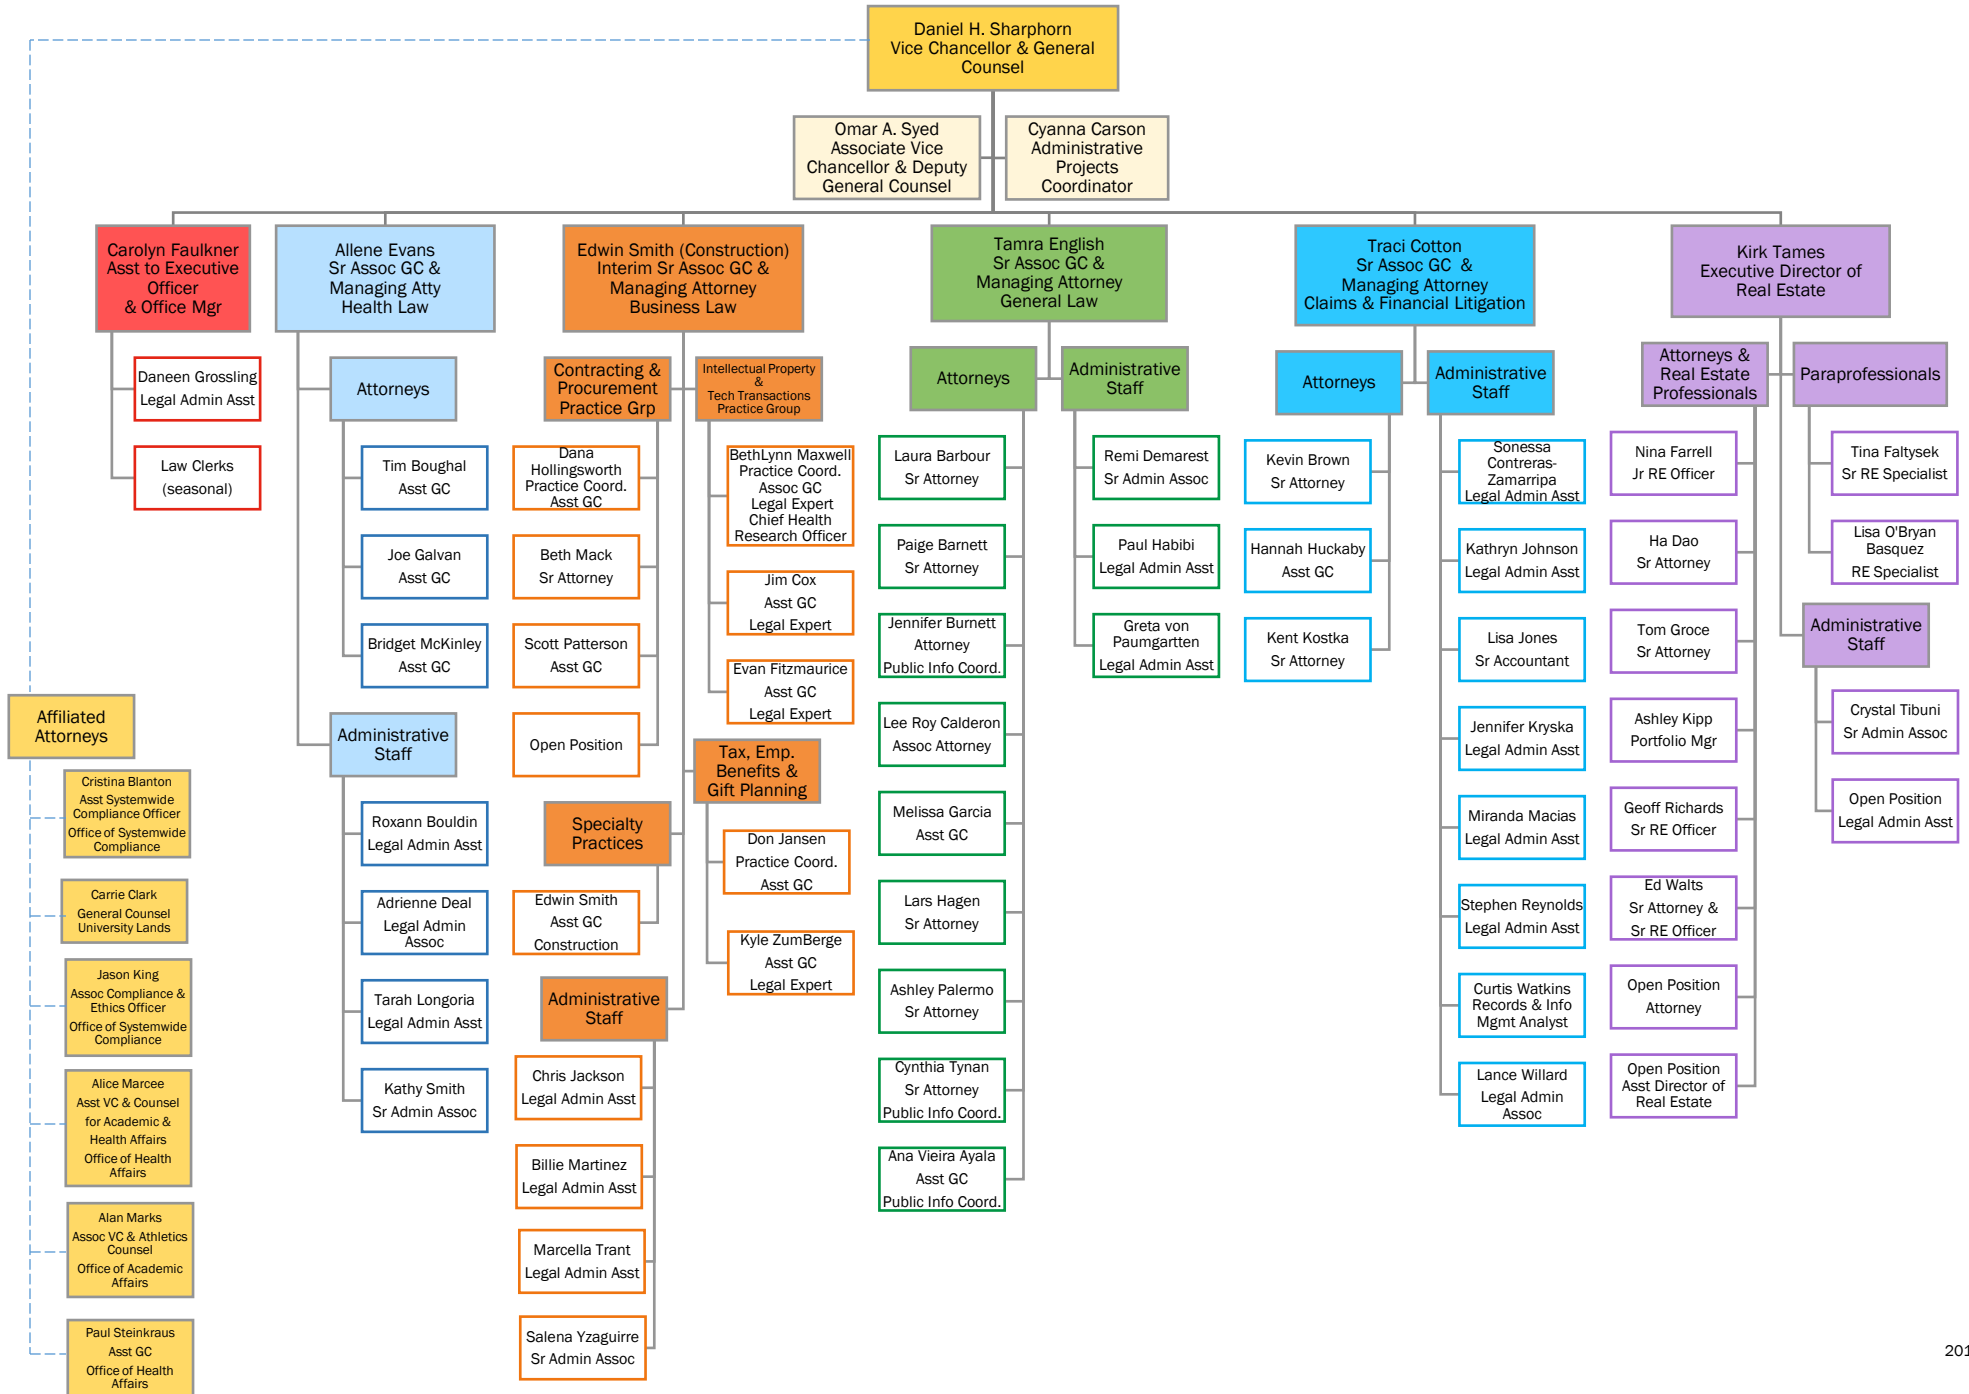 Daniel H. Sharphorn
Vice Chancellor & General
Counsel
Omar A. Syed
Associate Vice
Chancellor & Deputy
General Counsel
Cyanna Carson
Administrative
Projects
Coordinator
Carolyn Faulkner
Asst to Executive
Officer
& Office Mgr
Daneen Grossling
Legal Admin Asst
Law Clerks
(seasonal)
Allene Evans
Sr Assoc GC &
Managing Atty
Health Law
Attorneys
Tim Boughal
Asst GC
Joe Galvan
Asst GC
Bridget McKinley
Asst GC
Administrative
Staff
Roxann Bouldin
Legal Admin Asst
Adrienne Deal
Legal Admin
Assoc
Tarah Longoria
Legal Admin Asst
Kathy Smith
Sr Admin Assoc
Edwin Smith (Construction)
Interim Sr Assoc GC &
Managing Attorney
Business Law
Contracting &
Procurement
Practice Grp
Dana
Hollingsworth
Practice Coord.
Asst GC
Beth Mack
Sr Attorney
Scott Patterson
Asst GC
Open Position
Intellectual Property
&
Tech Transactions
Practice Group
BethLynn Maxwell
Practice Coord.
Assoc GC
Legal Expert
Chief Health
Research Officer
Jim Cox
Asst GC
Legal Expert
Evan Fitzmaurice
Asst GC
Legal Expert
Tax, Emp.
Benefits &
Gift Planning
Don Jansen
Practice Coord.
Asst GC
Kyle ZumBerge
Asst GC
Legal Expert
Specialty
Practices
Edwin Smith
Asst GC
Construction
Administrative
Staff
Chris Jackson
Legal Admin Asst
Billie Martinez
Legal Admin Asst
Marcella Trant
Legal Admin Asst
Salena Yzaguirre
Sr Admin Assoc
Tamra English
Sr Assoc GC &
Managing Attorney
General Law
Attorneys
Laura Barbour
Sr Attorney
Paige Barnett
Sr Attorney
Jennifer Burnett
Attorney
Public Info Coord.
Lee Roy Calderon
Assoc Attorney
Melissa Garcia
Asst GC
Lars Hagen
Sr Attorney
Ashley Palermo
Sr Attorney
Cynthia Tynan
Sr Attorney
Public Info Coord.
Ana Vieira Ayala
Asst GC
Public Info Coord.
Administrative
Staff
Remi Demarest
Sr Admin Assoc
Paul Habibi
Legal Admin Asst
Greta von
Paumgarten
Legal Admin Asst
Traci Cotton
Sr Assoc GC &
Managing Attorney
Claims & Financial Litigation
Attorneys
Kevin Brown
Sr Attorney
Hannah Huckaby
Asst GC
Kent Kostka
Sr Attorney
Administrative
Staff
Sonessa
Contreras-
Zamarripa
Legal Admin Asst
Kathryn Johnson
Legal Admin Asst
Lisa Jones
Sr Accountant
Jennifer Kryska
Legal Admin Asst
Miranda Macias
Legal Admin Asst
Stephen Reynolds
Legal Admin Asst
Curtis Watkins
Records & Info
Mgmt Analyst
Lance Willard
Legal Admin
Assoc
Kirk Tames
Executive Director of
Real Estate
Attorneys &
Real Estate
Professionals
Nina Farrell
Jr RE Officer
Ha Dao
Sr Attorney
Tom Groce
Sr Attorney
Ashley Kipp
Portfolio Mgr
Geoff Richards
Sr RE Officer
Ed Walts
Sr Attorney &
Sr RE Officer
Open Position
Attorney
Open Position
Asst Director of
Real Estate
Paraprofessionals
Tina Faltysek
Sr RE Specialist
Lisa O'Bryan
Basquez
RE Specialist
Administrative
Staff
Crystal Tibuni
Sr Admin Assoc
Open Position
Legal Admin Asst
Affiliated
Attorneys
Cristina Blanton
Asst Systemwide
Compliance Officer
Office of Systemwide
Compliance
Carrie Clark
General Counsel
University Lands
Jason King
Assoc Compliance &
Ethics Officer
Office of Systemwide
Compliance
Alice Marcee
Asst VC & Counsel
for Academic &
Health Affairs
Office of Health
Affairs
Alan Marks
Assoc VC & Athletics
Counsel
Office of Academic
Affairs
Paul Steinkraus
Asst GC
Office of Health
Affairs
201